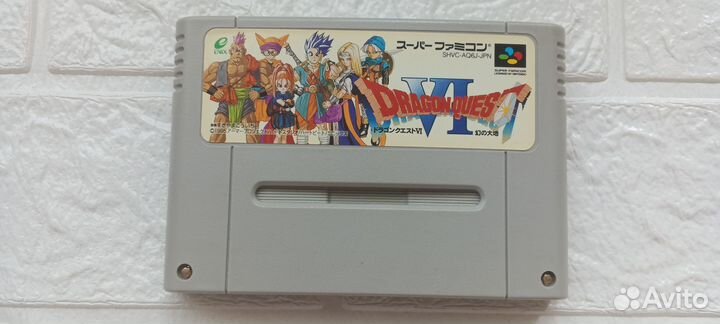 ENIX
スーパーファミコン
SHVC-AQ6J-JPN
SUPER FAMICOM
DRAGON QUEST
VI
ドラゴンクエストVI 幻の大地
Avito